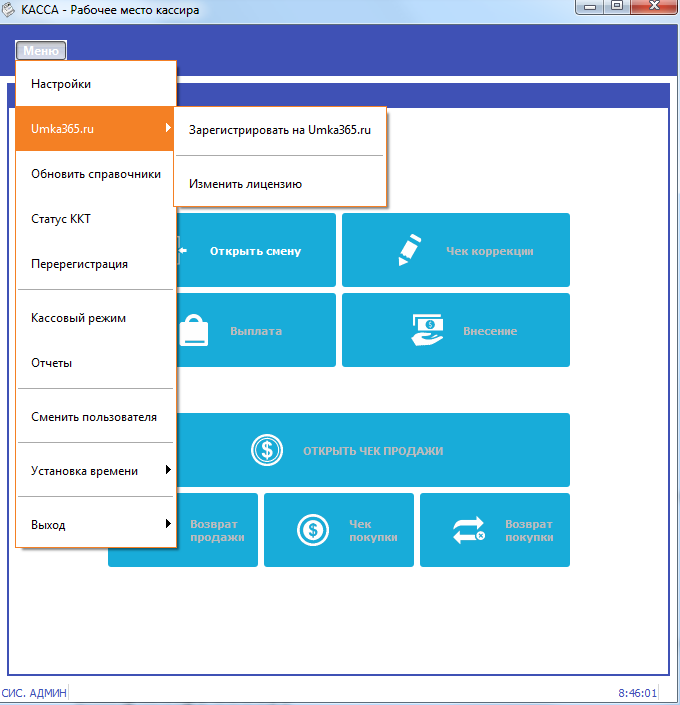 КАССА - Рабочее место кассира
Меню
Настройки
Umka365.ru
Зарегистрировать на Umka365.ru
Изменить лицензию
Обновить справочники
Статус ККТ
Перерегистрация
Кассовый режим
Отчеты
Сменить пользователя
Установка времени
Выход
Открыть смену
Чек коррекции
Выплата
Внесение
ОТКРЫТЬ ЧЕК ПРОДАЖИ
Возврат
продажи
Чек
покупки
Возврат
покупки
СИС. АДМИН
8:46:01